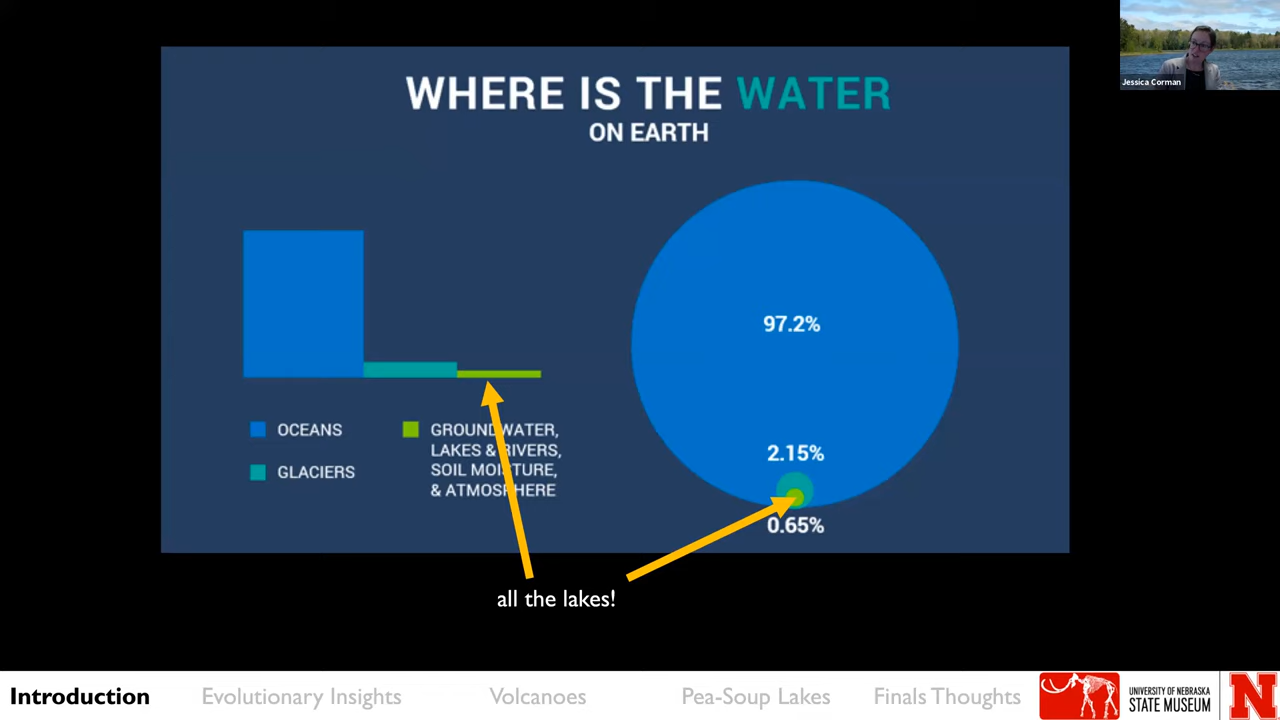 Jessica Corman
WHERE IS THE WATER
ON EARTH
97.2%
2.15%
0.65%
OCEANS
GLACIERS
GROUNDWATER,
LAKES & RIVERS,
SOIL MOISTURE,
& ATMOSPHERE
all the lakes!
Introduction
Evolutionary Insights
Volcanoes
Pea-Soup Lakes
Finals Thoughts
UNIVERSITY OF NEBRASKA
STATE MUSEUM
N